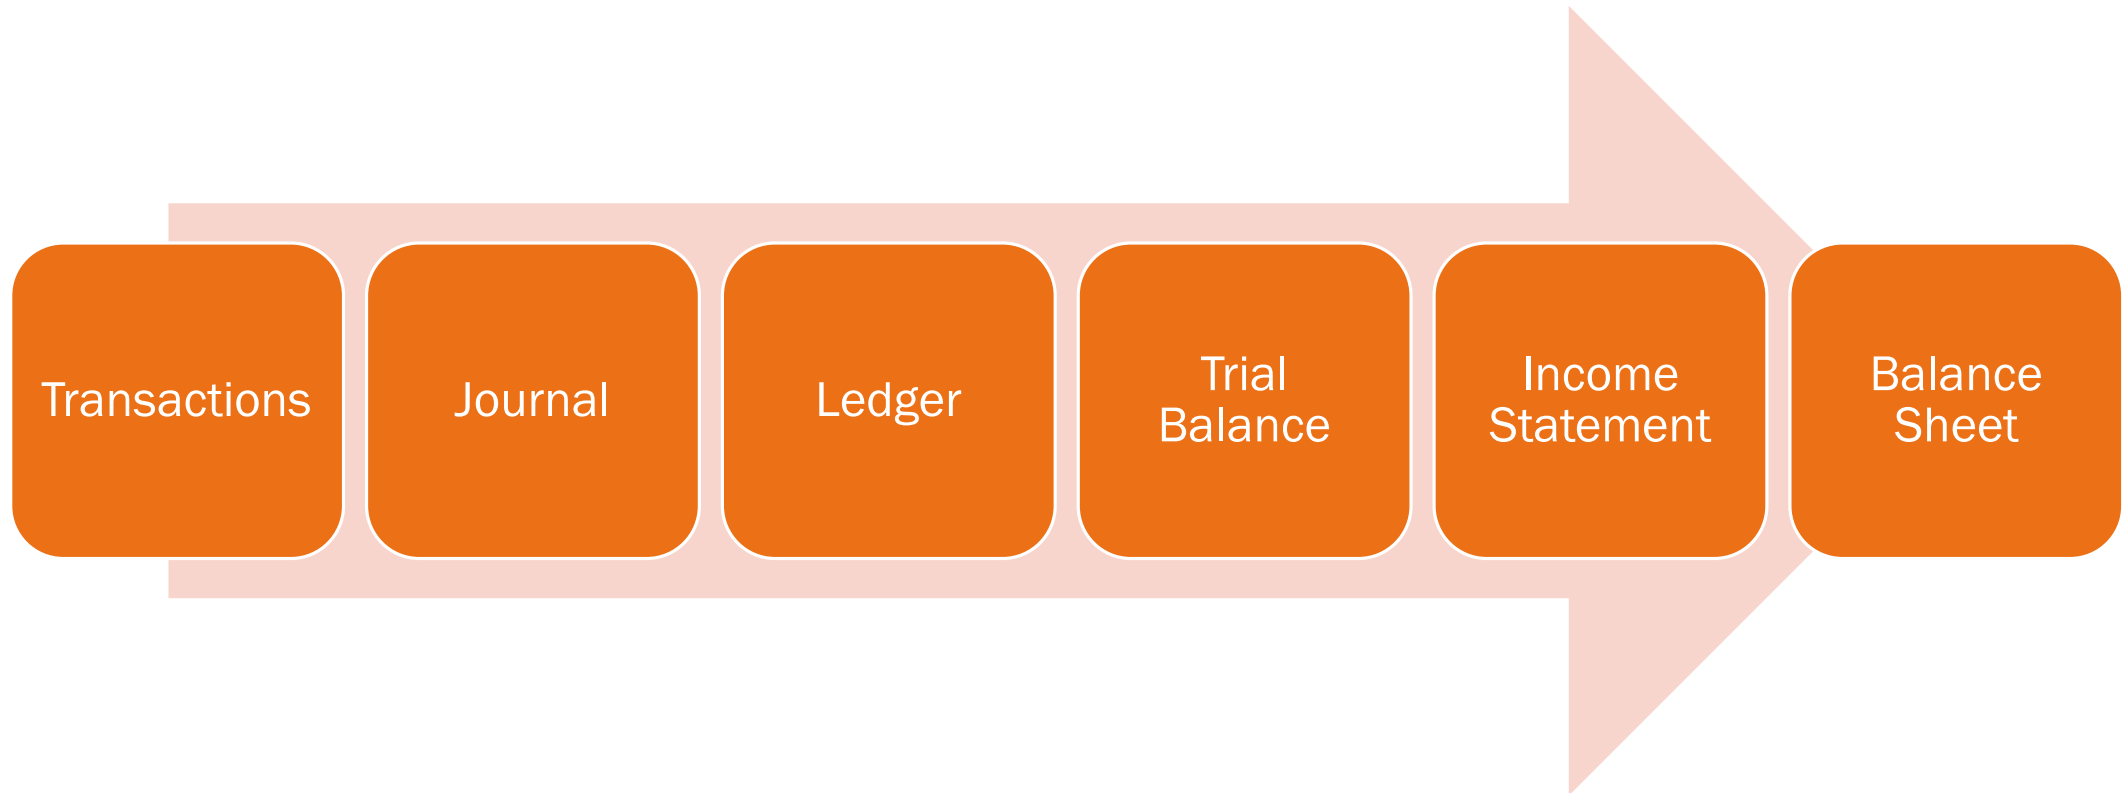 Transactions
Journal
Ledger
Trial
Balance
Income
Statement
Balance
Sheet